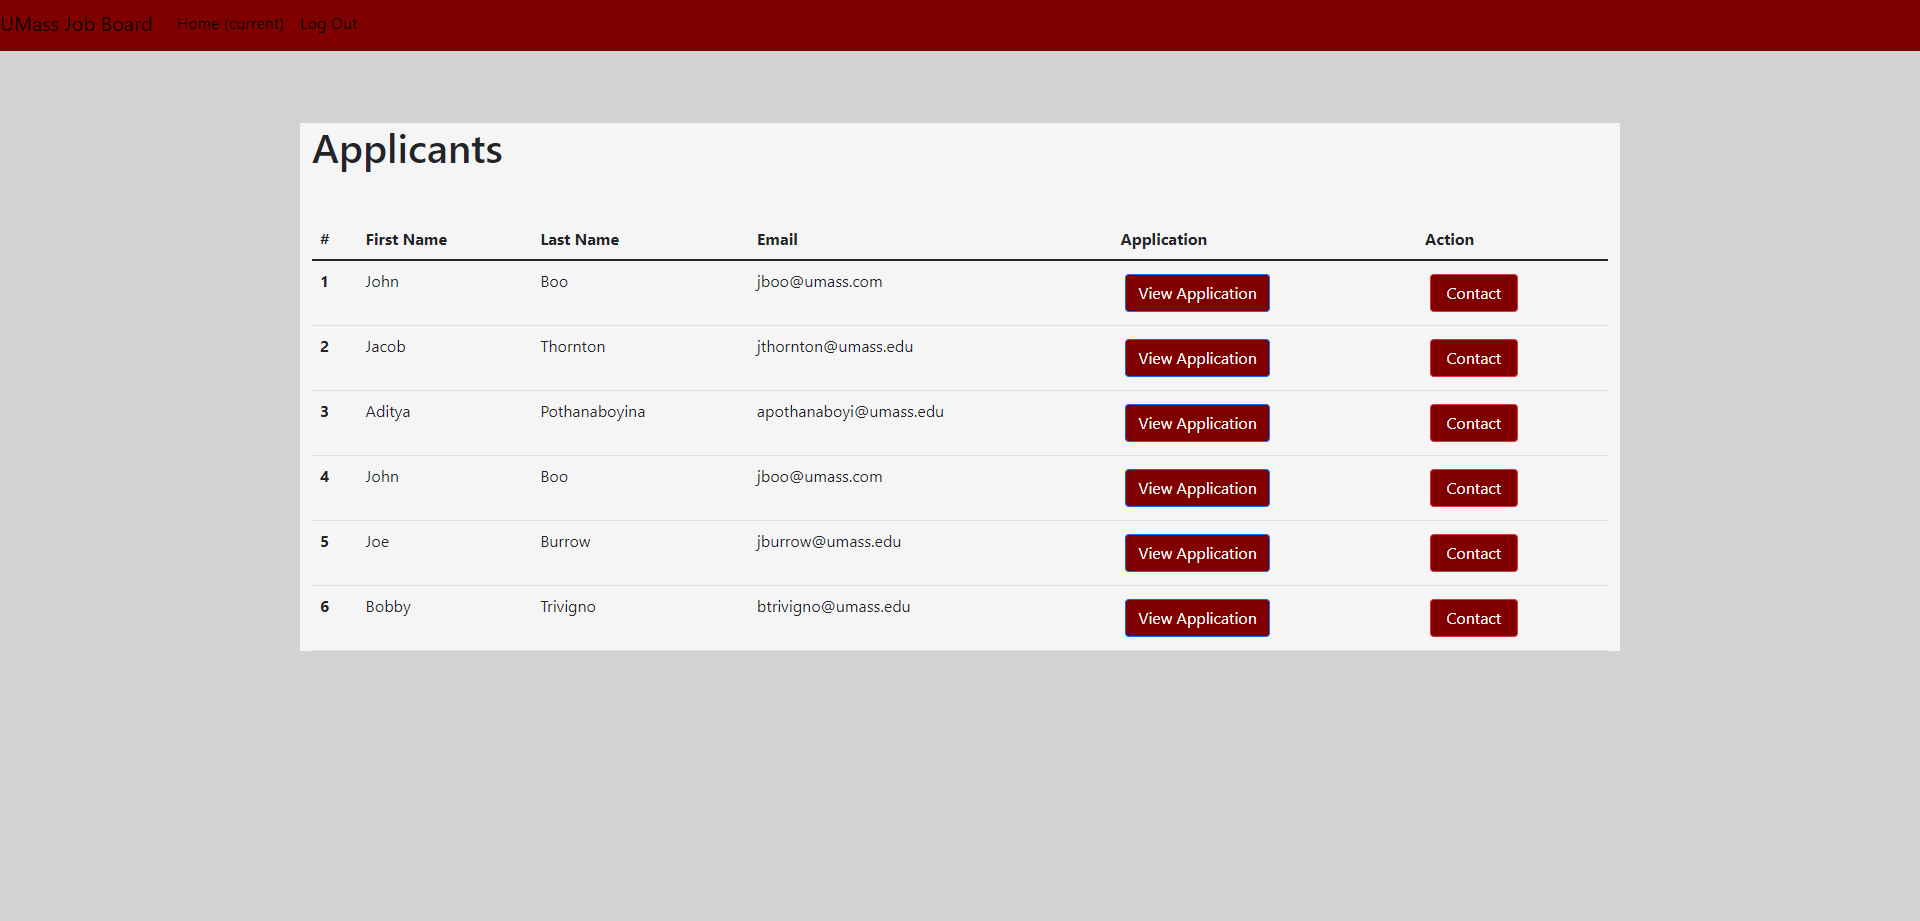 UMass Job Board Home (current) Log Out
Applicants
# First Name Last Name Email Application Action
1 John Boo jboo@umass.com View Application Contact
2 Jacob Thornton jthornton@umass.edu View Application Contact
3 Aditya Pothanaboyina apothanaboyi@umass.edu View Application Contact
4 John Boo jboo@umass.com View Application Contact
5 Joe Burrow jburrow@umass.edu View Application Contact
6 Bobby Trivigno btrivigno@umass.edu View Application Contact